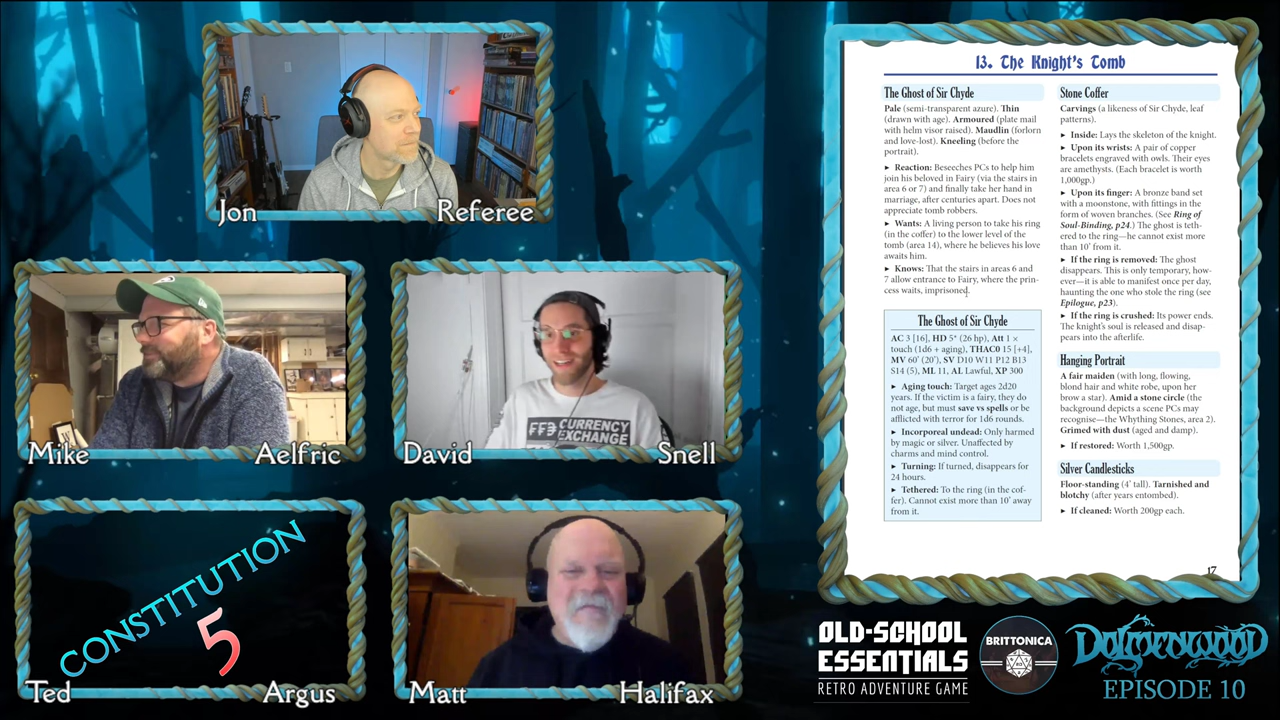 Jon
Referee
Mike
Aelfric
David
Snell
FF3 CURRENCY
EXCHANGE
CONSTITUTION
5
Ted
Argus
Matt
Halifax
13. The Knight's Tomb
The Ghost of Sir Chyde
Pale (semi-transparent azure). Thin
(drawn with age). Armoured (plate mail
with helm visor raised). Maudlin (forlorn
and love-lost). Kneeling (before the
portrait).
► Reaction: Beseeches PCs to help him
join his beloved in Fairy (via the stairs in
area 6 or 7) and finally take her hand in
marriage, after centuries apart. Does not
appreciate tomb robbers.
► Wants: A living person to take his ring
(in the coffer) to the lower level of the
tomb (area 14), where he believes his love
awaits him.
► Knows: That the stairs in areas 6 and
7 allow entrance to Fairy, where the prin-
cess waits, imprisoned.
The Ghost of Sir Chyde
AC 3 [16], HD 5* (26 hp), Att 1 ×
touch (1d6 + aging), THAC0 15 [+4],
MV 60' (20'), SV D10 W11 P12 B13
S14 (5), ML 11, AL Lawful, XP 300
► Aging touch: Target ages 2d20
years. If the victim is a fairy, they do
not age, but must save vs spells or be
afflicted with terror for 1d6 rounds.
► Incorporeal undead: Only harmed
by magic or silver. Unaffected by
charms and mind control.
► Turning: If turned, disappears for
24 hours.
► Tethered: To the ring (in the cof-
fer). Cannot exist more than 10' away
from it.
Stone Coffer
Carvings (a likeness of Sir Chyde, leaf
patterns).
► Inside: Lays the skeleton of the knight.
► Upon its wrists: A pair of copper
bracelets engraved with owls. Their eyes
are amethysts. (Each bracelet is worth
1,000gp.)
► Upon its finger: A bronze band set
with a moonstone, with fittings in the
form of woven branches. (See Ring of
Soul-Binding, p24.) The ghost is teth-
ered to the ring—he cannot exist more
than 10' from it.
► If the ring is removed: The ghost
disappears. This is only temporary, how-
ever—it is able to manifest once per day,
haunting the one who stole the ring (see
Epilogue, p23).
► If the ring is crushed: Its power ends.
The knight's soul is released and disap-
pears into the afterlife.
Hanging Portrait
A fair maiden (with long, flowing,
blond hair and white robe, upon her
brow a star). Amid a stone circle (the
background depicts a scene PCs may
recognise—the Whything Stones, area 2).
Grimed with dust (aged and damp).
► If restored: Worth 1,500gp.
Silver Candlesticks
Floor-standing (4' tall). Tarnished and
blotchy (after years entombed).
► If cleaned: Worth 200gp each.
17
OLD-SCHOOL
ESSENTIALS
RETRO ADVENTURE GAME
BRITTONICA
DOLMENWOOD
EPISODE 10